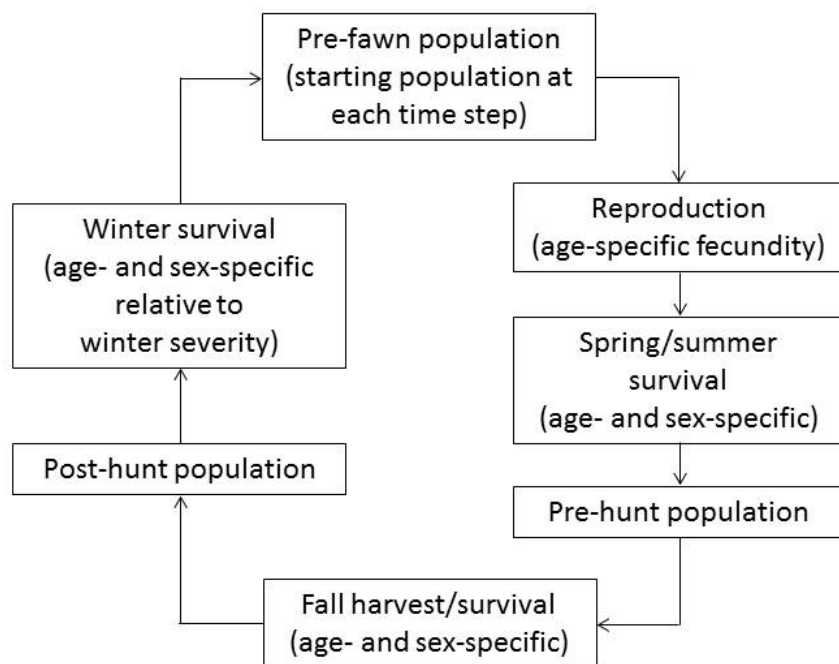 Pre-fawn population
(starting population at
each time step)
Reproduction
(age-specific fecundity)
Spring/summer
survival
(age- and sex-specific)
Pre-hunt population
Fall harvest/survival
(age- and sex-specific)
Post-hunt population
Winter survival
(age- and sex-specific
relative to
winter severity)